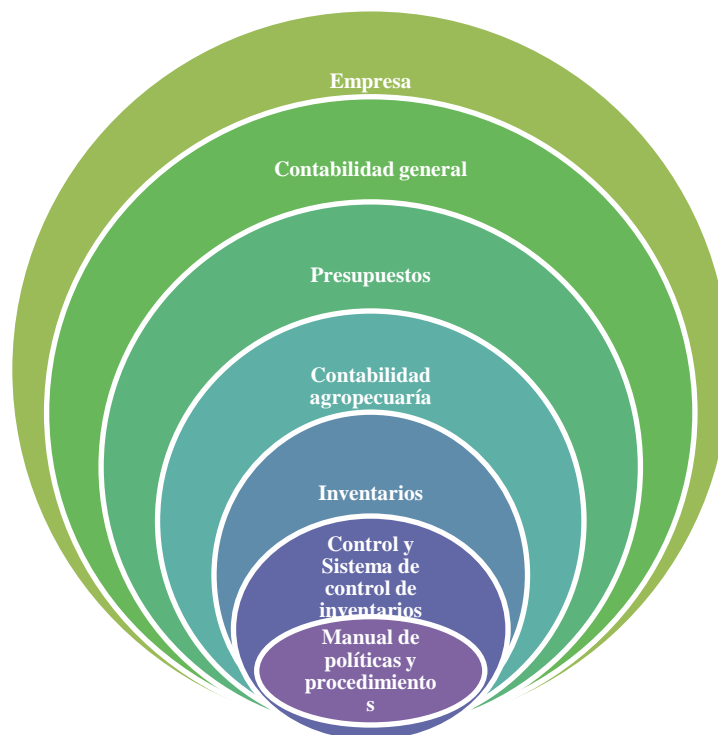 Empresa
Contabilidad general
Presupuestos
Contabilidad
agropecuaría
Inventarios
Control y
Sistema de
control de
inventarios
Manual de
políticas y
procedimiento
s